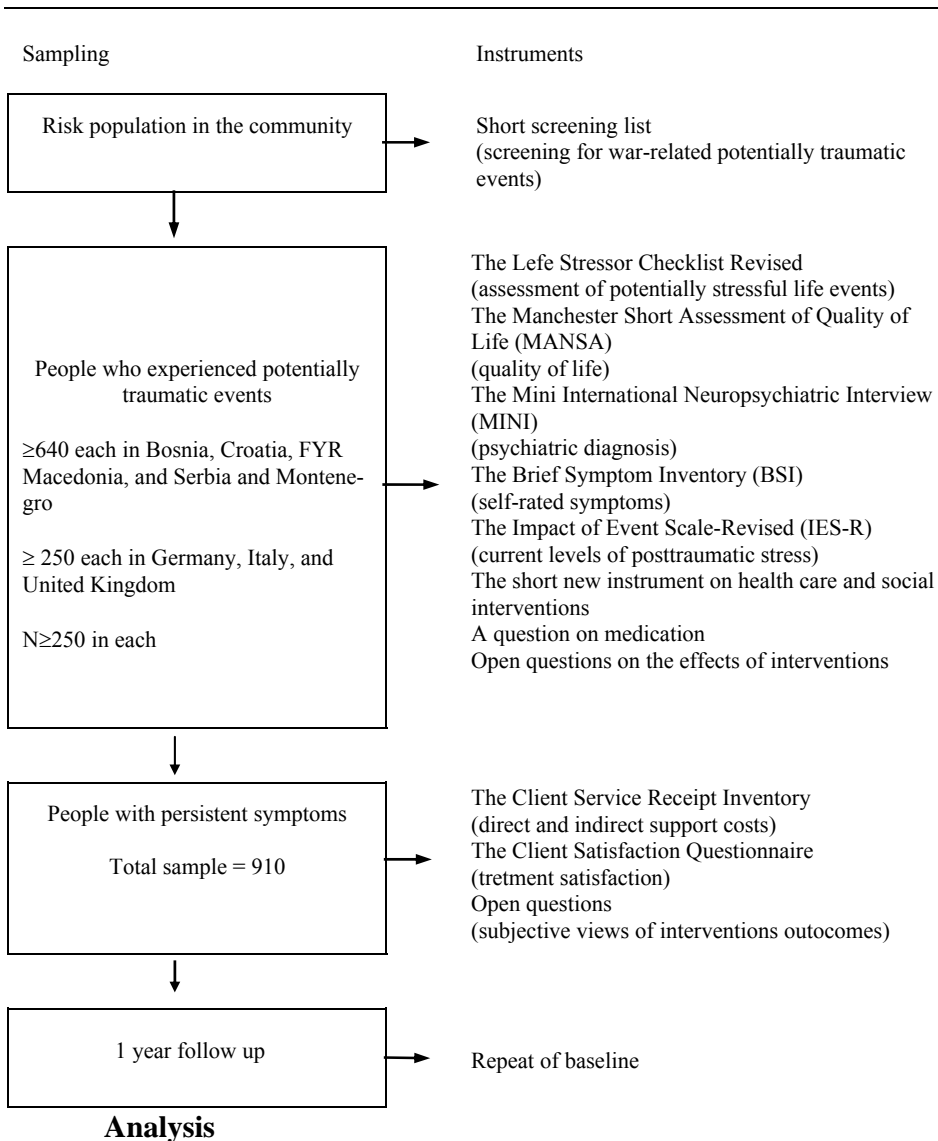 Sampling
Instruments
Risk population in the community
Short screening list
(screening for war-related potentially traumatic
events)
People who experienced potentially
traumatic events
≥640 each in Bosnia, Croatia, FYR
Macedonia, and Serbia and Montene-
gro
≥ 250 each in Germany, Italy, and
United Kingdom
N≥250 in each
The Lefe Stressor Checklist Revised
(assessment of potentially stressful life events)
The Manchester Short Assessment of Quality of
Life (MANSA)
(quality of life)
The Mini International Neuropsychiatric Interview
(MINI)
(psychiatric diagnosis)
The Brief Symptom Inventory (BSI)
(self-rated symptoms)
The Impact of Event Scale-Revised (IES-R)
(current levels of posttraumatic stress)
The short new instrument on health care and social
interventions
A question on medication
Open questions on the effects of interventions
People with persistent symptoms
Total sample = 910
The Client Service Receipt Inventory
(direct and indirect support costs)
The Client Satisfaction Questionnaire
(tretment satisfaction)
Open questions
(subjective views of interventions outocomes)
1 year follow up
Repeat of baseline
Analysis